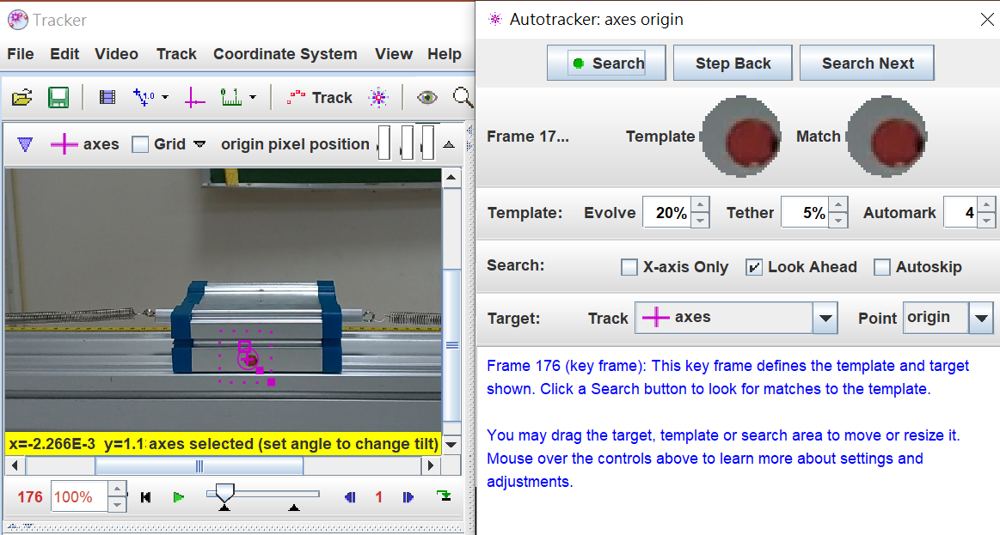 Tracker
File Edit Video Track Coordinate System View Help
1.0 Track
axes Grid origin pixel position
x=-2.266E-3 y=1.1 axes selected (set angle to change tilt)
176 100% 1
Autotracker: axes origin
Search Step Back Search Next
Frame 17... Template Match
Template: Evolve 20% Tether 5% Automark 4
Search: X-axis Only Look Ahead Autoskip
Target: Track axes Point origin
Frame 176 (key frame): This key frame defines the template and target
shown. Click a Search button to look for matches to the template.
You may drag the target, template or search area to move or resize it.
Mouse over the controls above to learn more about settings and
adjustments.